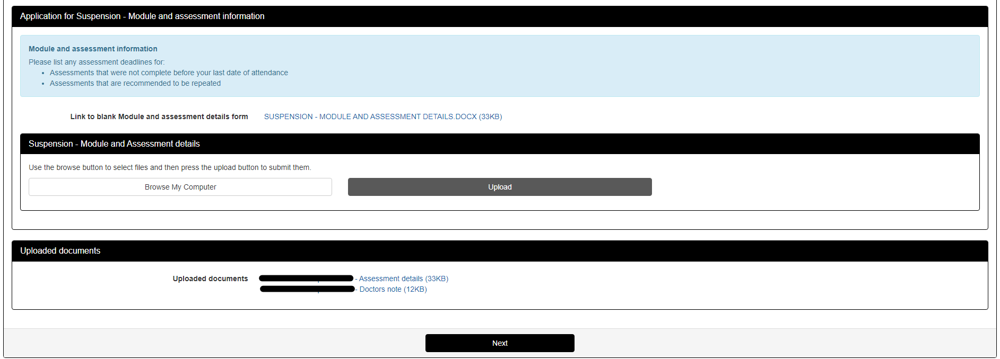 Application for Suspension - Module and assessment information
Module and assessment information
Please list any assessment deadlines for:
• Assessments that were not complete before your last date of attendance
• Assessments that are recommended to be repeated
Link to blank Module and assessment details form SUSPENSION - MODULE AND ASSESSMENT DETAILS.DOCX (33KB)
Suspension - Module and Assessment details
Use the browse button to select files and then press the upload button to submit them.
Browse My Computer Upload
Uploaded documents
Uploaded documents - Assessment details (33KB)
- Doctors note (12KB)
Next